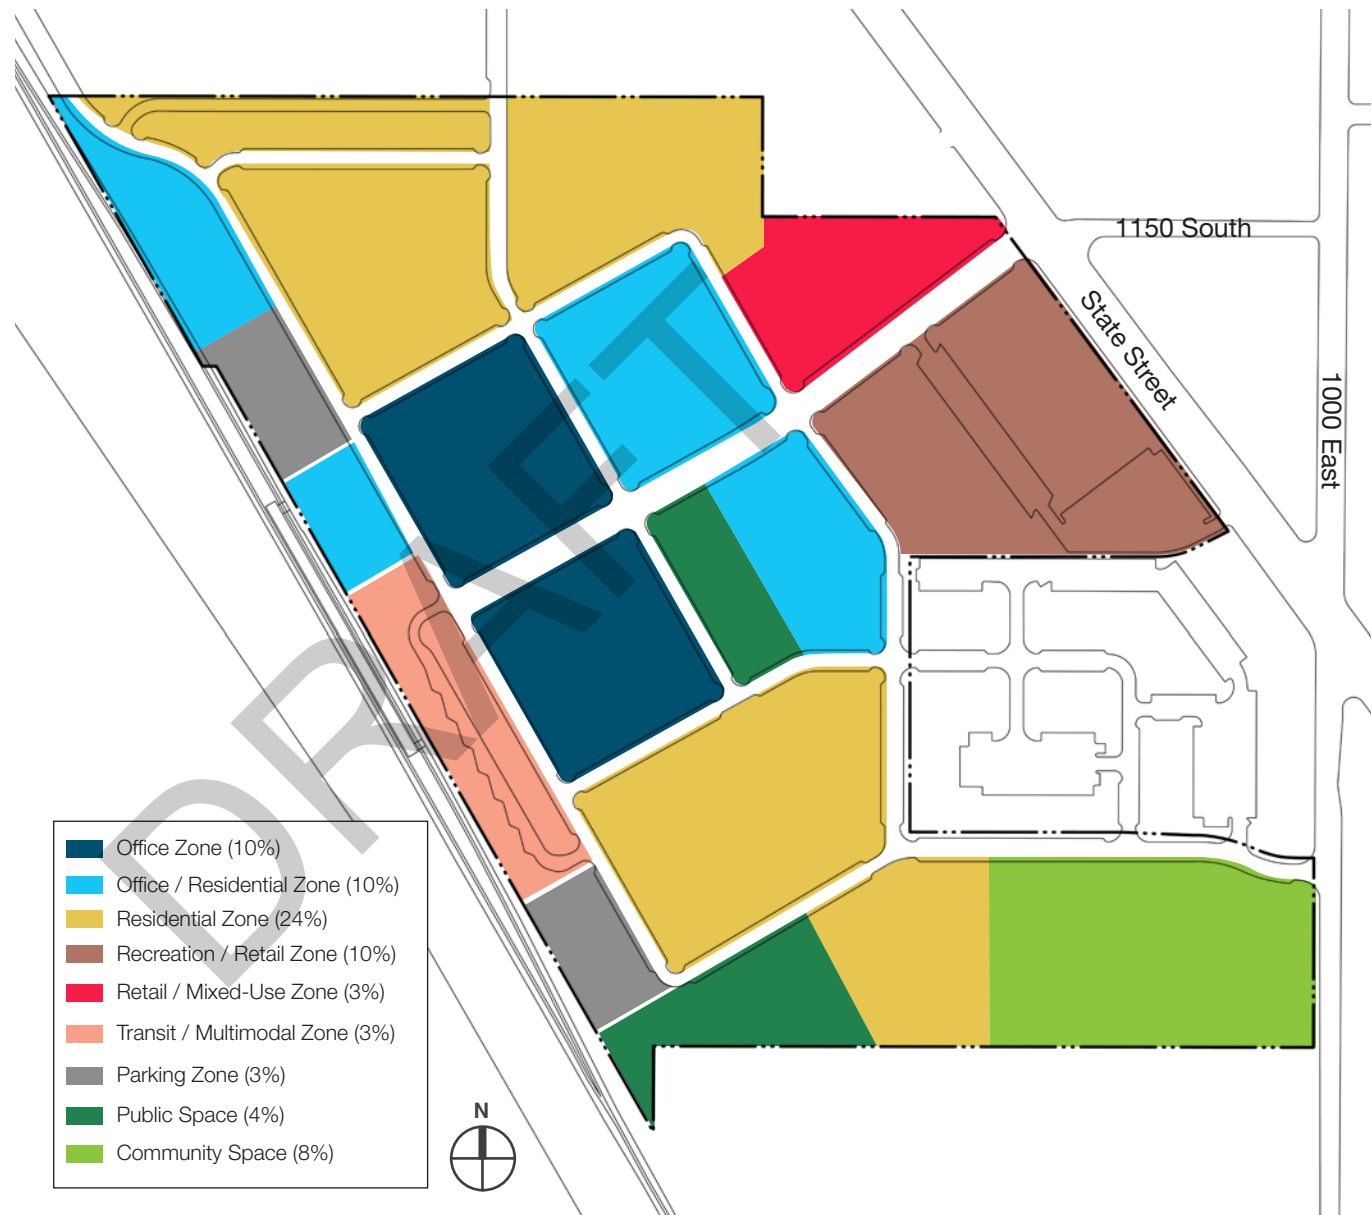 1150 South
State Street
1000 East
DRAFT
Office Zone (10%)
Office / Residential Zone (10%)
Residential Zone (24%)
Recreation / Retail Zone (10%)
Retail / Mixed-Use Zone (3%)
Transit / Multimodal Zone (3%)
Parking Zone (3%)
Public Space (4%)
Community Space (8%)
N